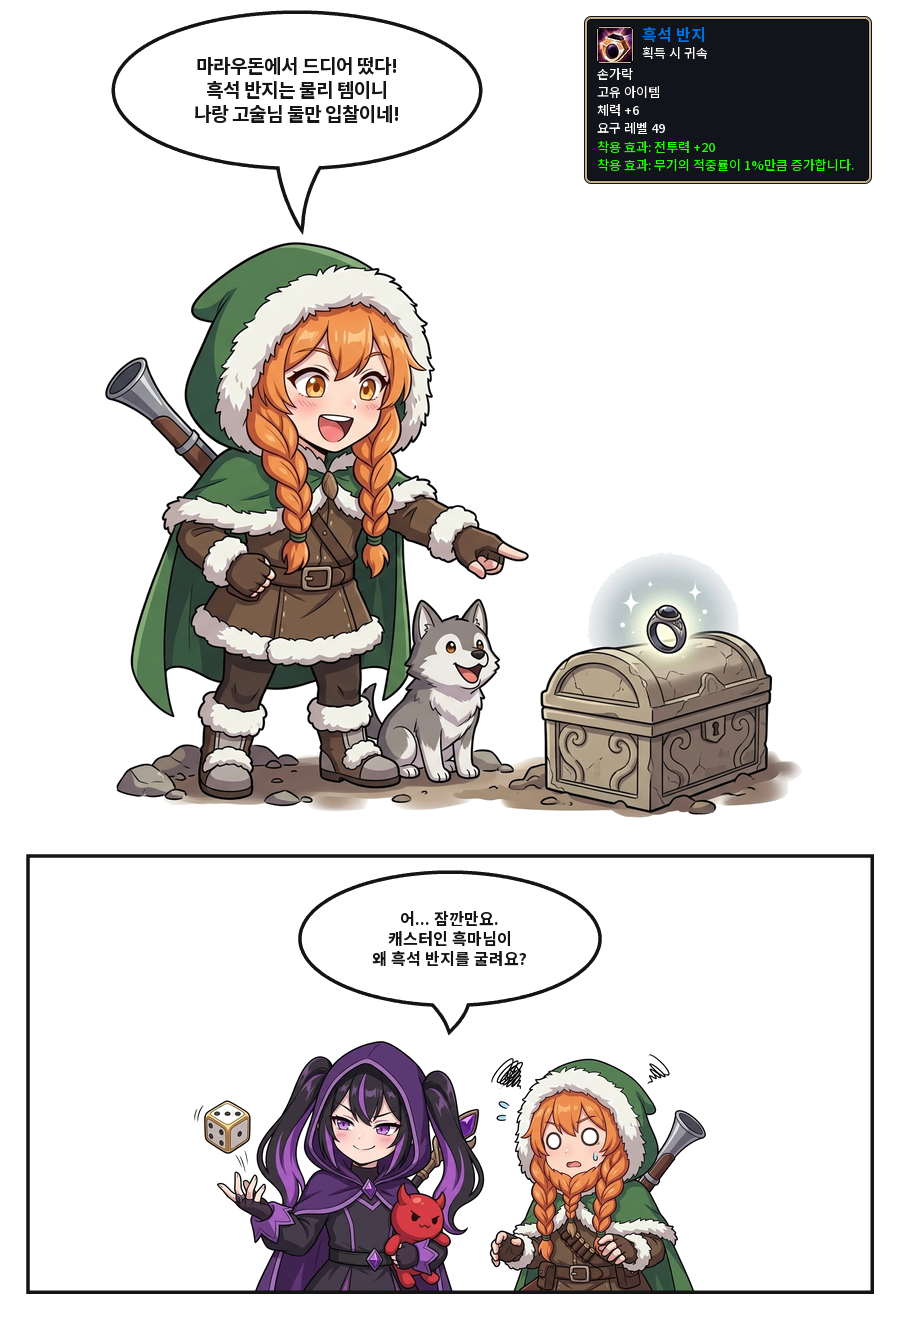 마라우돈에서 드디어 떴다!
흑석 반지는 물리 템이니
나랑 고술님 둘만 입찰이네!
흑석 반지
획득 시 귀속
손가락
고유 아이템
체력 +6
요구 레벨 49
착용 효과: 전투력 +20
착용 효과: 무기의 적중률이 1%만큼 증가합니다.
어... 잠깐만요.
캐스터인 흑마님이
왜 흑석 반지를 굴려요?